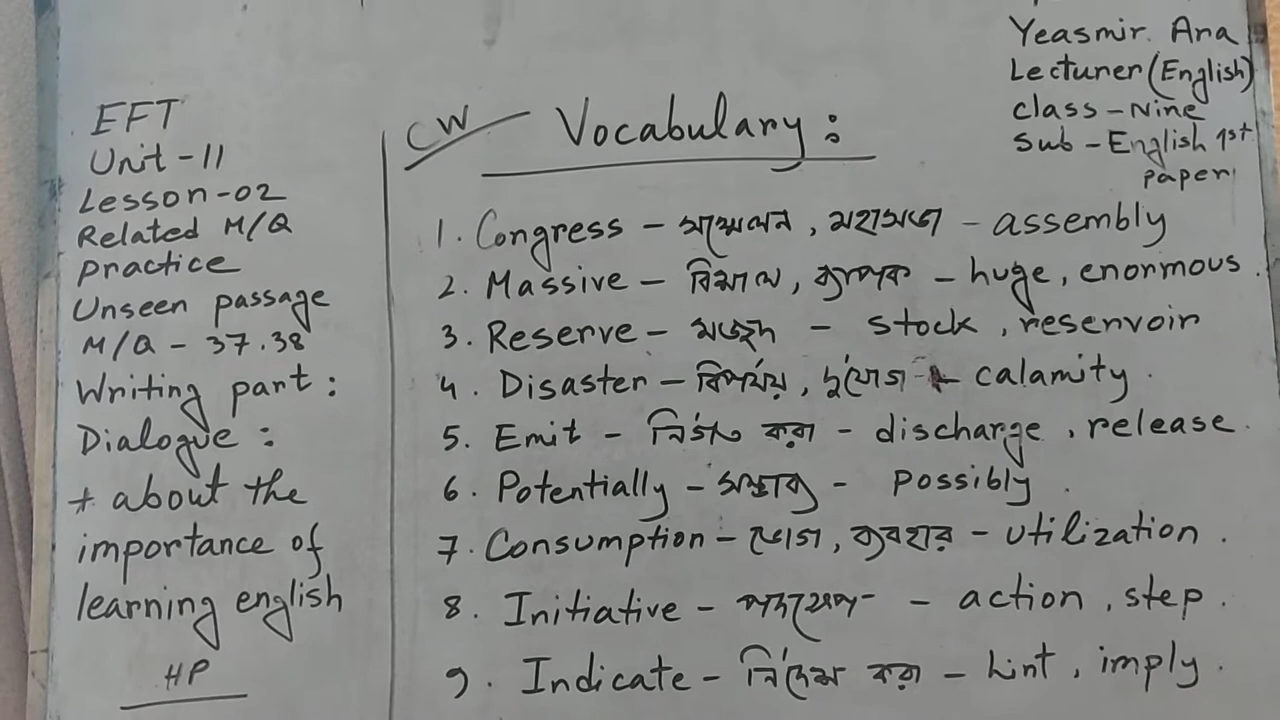 Yeasmir. Ara
Lecturer (English)
class - Nine
Sub - English 1st
paper
EFT
Unit - 11
Lesson - 02
Related M/Q
practice
Unseen passage
M/Q - 37.38
Writing part :
Dialogue :
+ about the
importance of
learning english
HP
CW Vocabulary :
1. Congress - সম্মেলন, মহাসভা - assembly
2. Massive - বিশাল, ব্যাপক - huge, enormous.
3. Reserve - মজুদ - stock, reservoir
4. Disaster - বিপর্যয়, দুর্যোগ - calamity.
5. Emit - নির্গত করা - discharge, release.
6. Potentially - সম্ভাব্য - possibly.
7. Consumption - ভোগ, ব্যবহার - utilization.
8. Initiative - পদক্ষেপ - action, step.
9. Indicate - নির্দেশ করা - hint, imply.